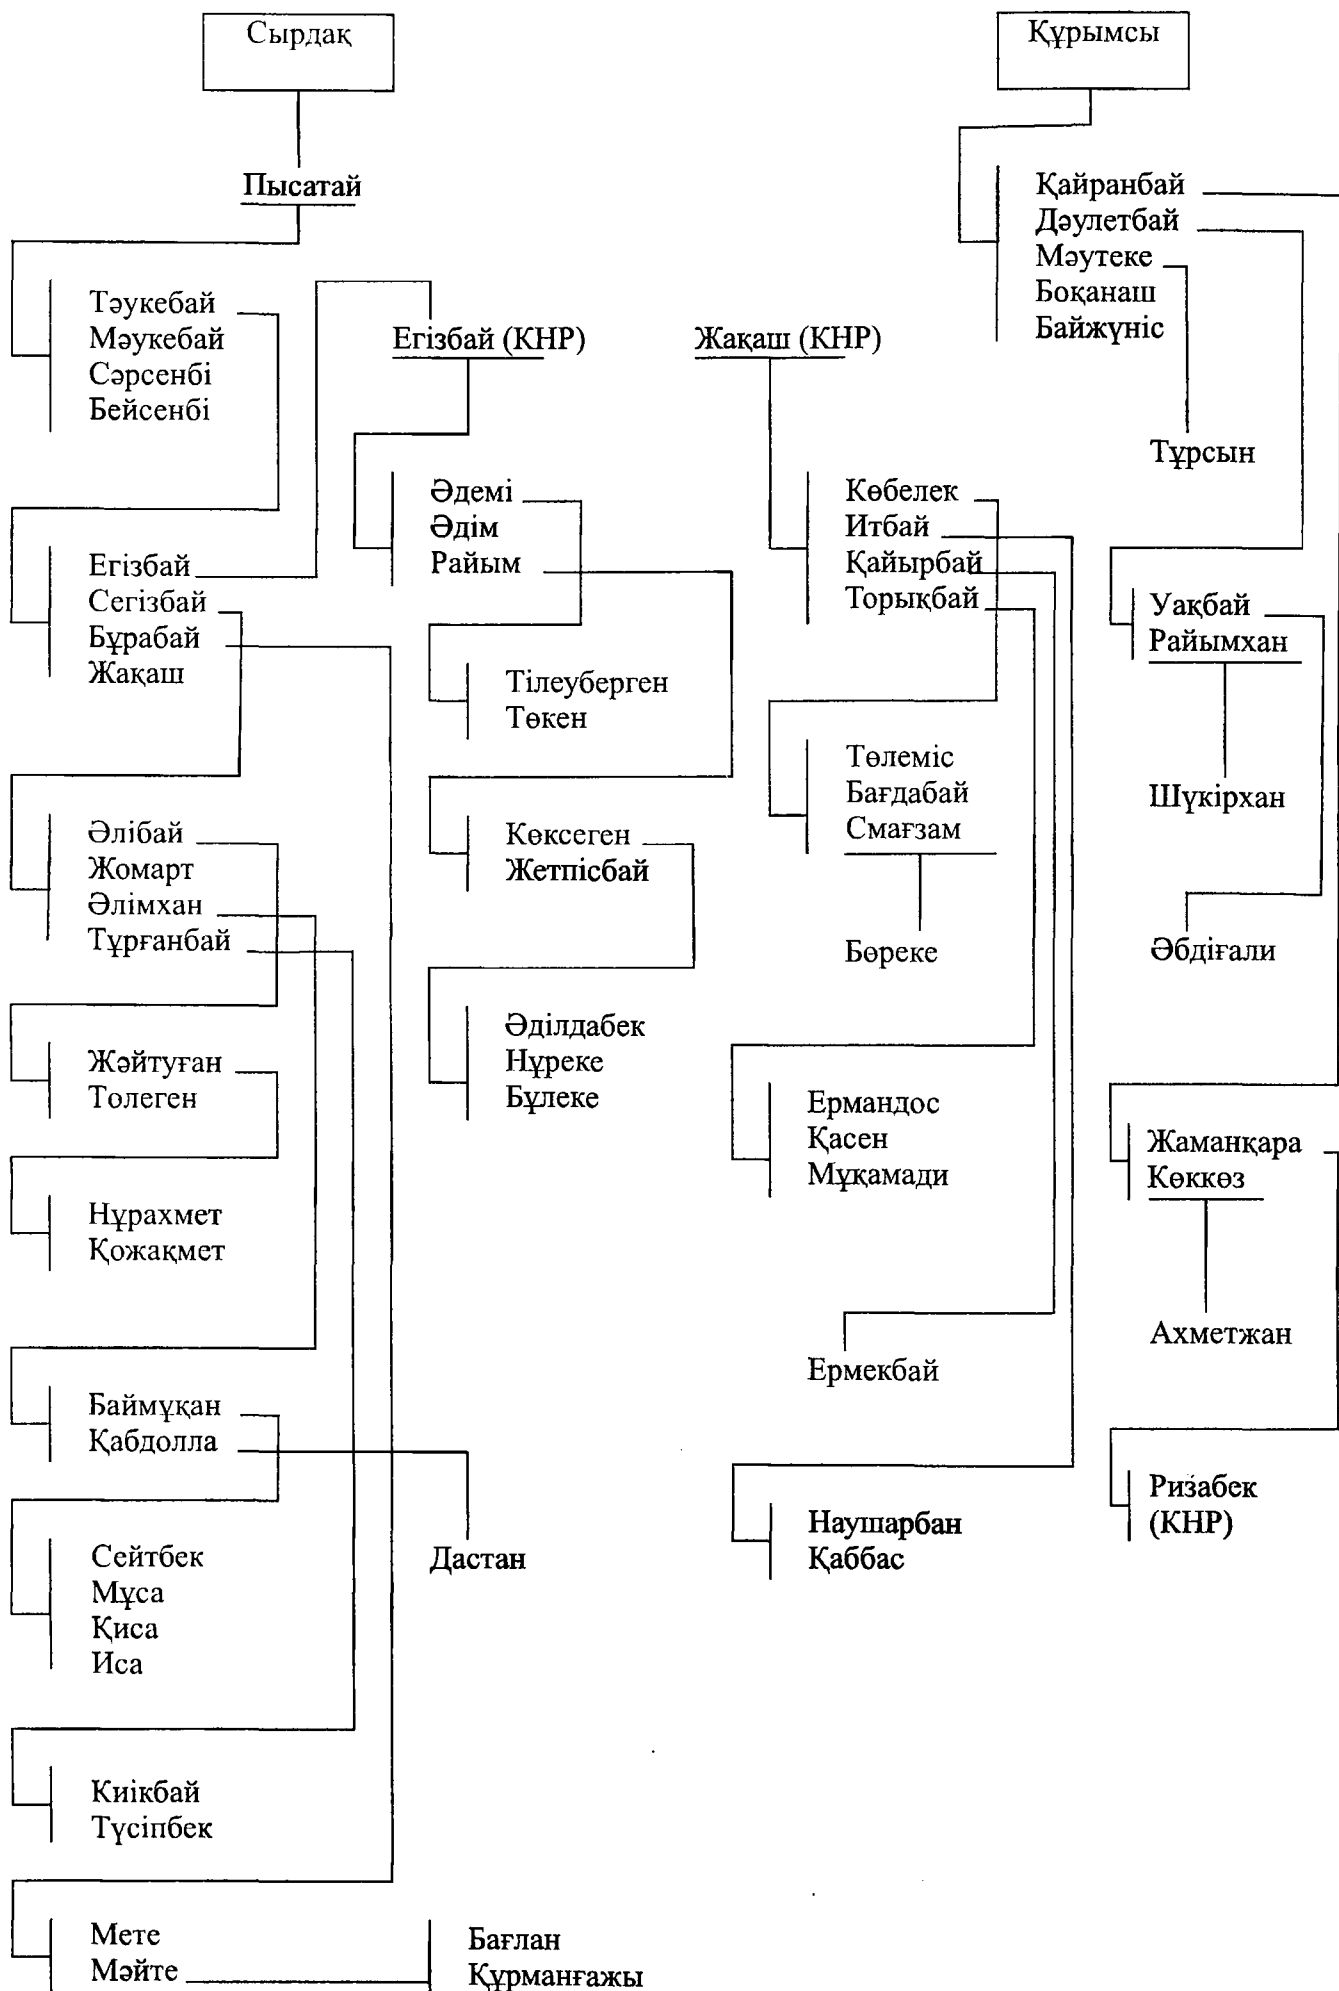 Сырдақ
Құрымсы
Пысатай
Тәукебай
Мәукебай
Сәрсенбі
Бейсенбі
Егізбай
Сегізбай
Бұрабай
Жақаш
Әлібай
Жомарт
Әлімхан
Тұрғанбай
Жәйтуған
Толеген
Нұрахмет
Қожақмет
Баймұқан
Қабдолла
Сейтбек
Мұса
Қиса
Иса
Киікбай
Түсіпбек
Мете
Мәйте
Бағлан
Құрманғажы
Егізбай (КНР)
Әдемі
Әдім
Райым
Тілеуберген
Төкен
Көксеген
Жетпісбай
Әділдабек
Нұреке
Бұлеке
Дастан
Жақаш (КНР)
Көбелек
Итбай
Қайырбай
Торықбай
Төлеміс
Бағдабай
Смағзам
Бөреке
Ермандос
Қасен
Мұқамади
Ермекбай
Наушарбан
Қаббас
Қайранбай
Дәулетбай
Мәутеке
Боқанаш
Байжүніс
Тұрсын
Уақбай
Райымхан
Шүкірхан
Әбдіғали
Жаманқара
Көккөз
Ахметжан
Ризабек
(КНР)